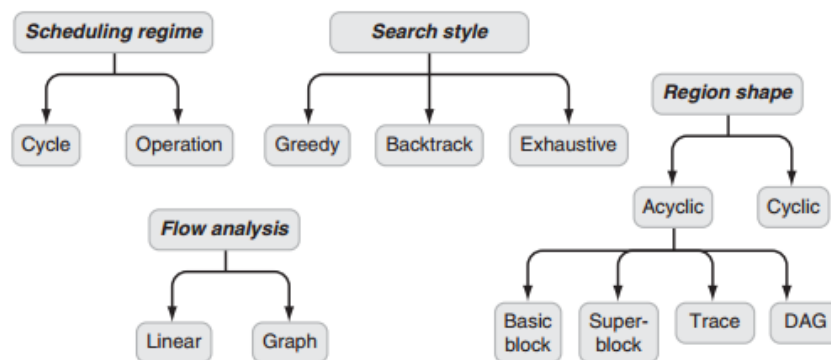 Scheduling regime
Search style
Cycle
Operation
Greedy
Backtrack
Exhaustive
Region shape
Acyclic
Cyclic
Flow analysis
Linear
Graph
Basic
block
Super-
block
Trace
DAG